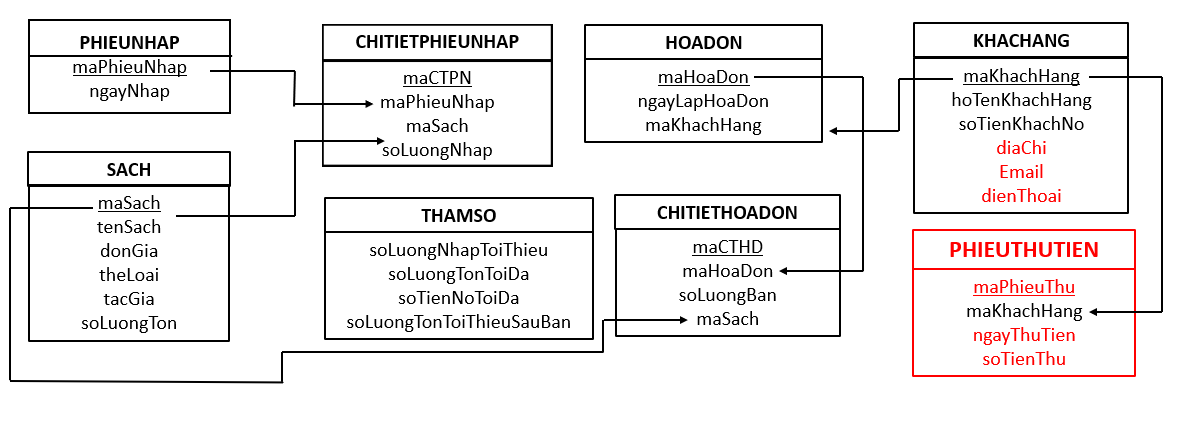 PHIEUNHAP
maPhieuNhap
ngayNhap
CHITIETPHIEUNHAP
maCTPN
maPhieuNhap
maSach
soLuongNhap
HOADON
maHoaDon
ngayLapHoaDon
maKhachHang
KHACHANG
maKhachHang
hoTenKhachHang
soTienKhachNo
diaChi
Email
dienThoai
SACH
maSach
tenSach
donGia
theLoai
tacGia
soLuongTon
THAMSO
soLuongNhapToiThieu
soLuongTonToiDa
soTienNoToiDa
soLuongTonToiThieuSauBan
CHITIETHOADON
maCTHD
maHoaDon
soLuongBan
maSach
PHIEUTHUTIEN
maPhieuThu
maKhachHang
ngayThuTien
soTienThu